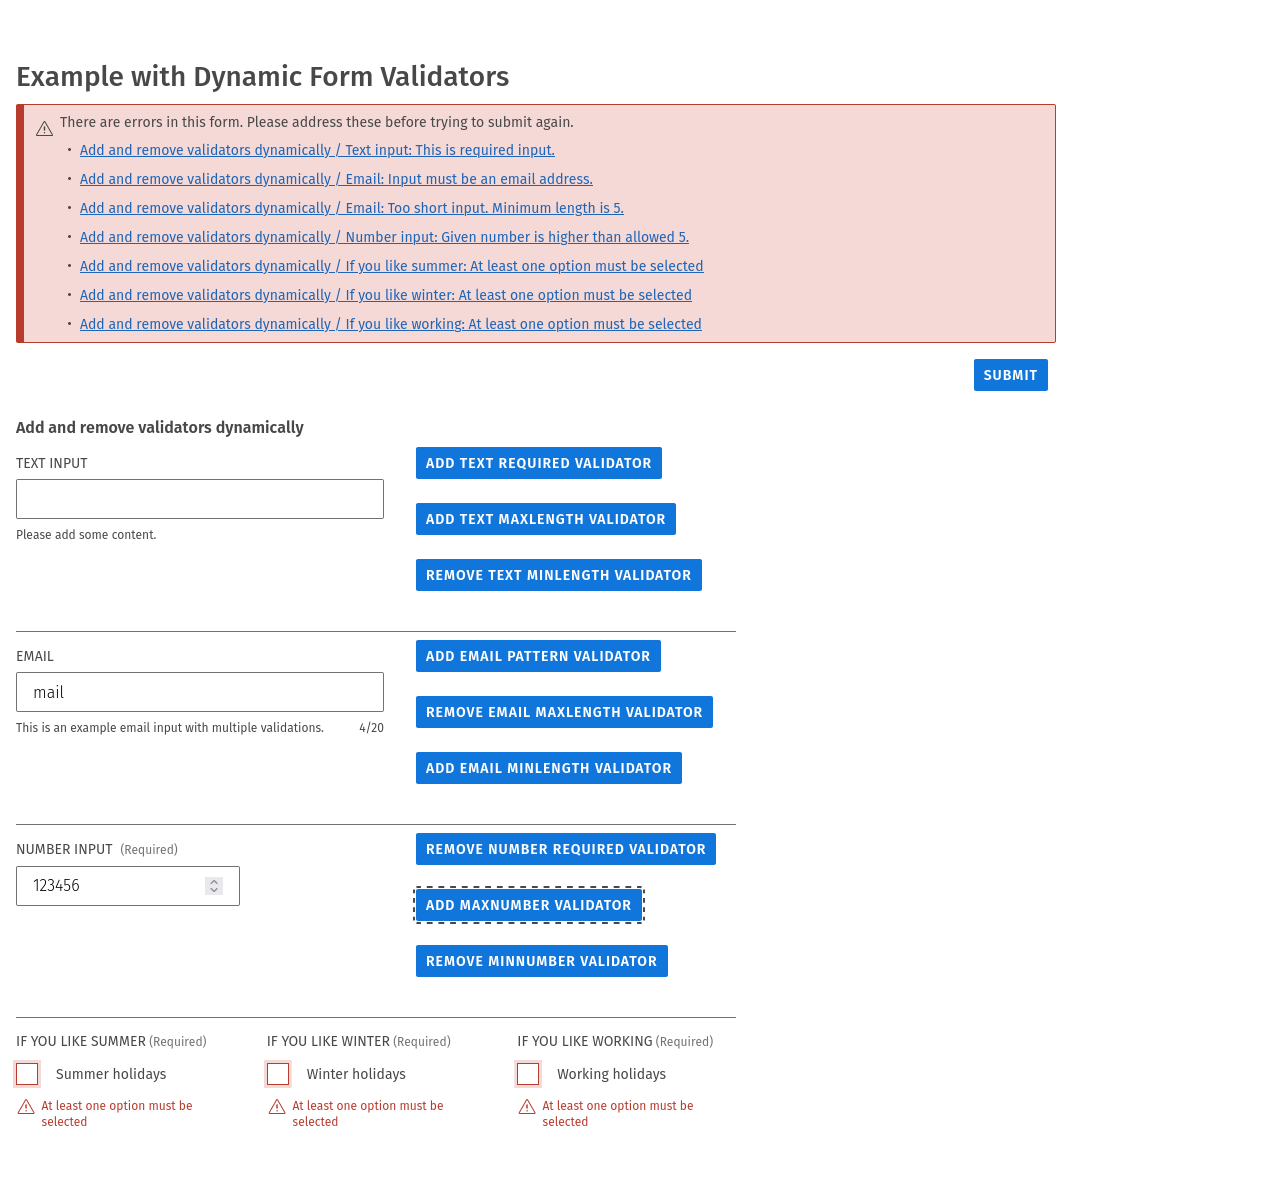 Example with Dynamic Form Validators
There are errors in this form. Please address these before trying to submit again.
• Add and remove validators dynamically / Text input: This is required input.
• Add and remove validators dynamically / Email: Input must be an email address.
• Add and remove validators dynamically / Email: Too short input. Minimum length is 5.
• Add and remove validators dynamically / Number input: Given number is higher than allowed 5.
• Add and remove validators dynamically / If you like summer: At least one option must be selected
• Add and remove validators dynamically / If you like winter: At least one option must be selected
• Add and remove validators dynamically / If you like working: At least one option must be selected
SUBMIT
Add and remove validators dynamically
TEXT INPUT
Please add some content.
ADD TEXT REQUIRED VALIDATOR
ADD TEXT MAXLENGTH VALIDATOR
REMOVE TEXT MINLENGTH VALIDATOR
EMAIL
mail
This is an example email input with multiple validations. 4/20
ADD EMAIL PATTERN VALIDATOR
REMOVE EMAIL MAXLENGTH VALIDATOR
ADD EMAIL MINLENGTH VALIDATOR
NUMBER INPUT (Required)
123456
REMOVE NUMBER REQUIRED VALIDATOR
ADD MAXNUMBER VALIDATOR
REMOVE MINNUMBER VALIDATOR
IF YOU LIKE SUMMER (Required)
Summer holidays
At least one option must be
selected
IF YOU LIKE WINTER (Required)
Winter holidays
At least one option must be
selected
IF YOU LIKE WORKING (Required)
Working holidays
At least one option must be
selected